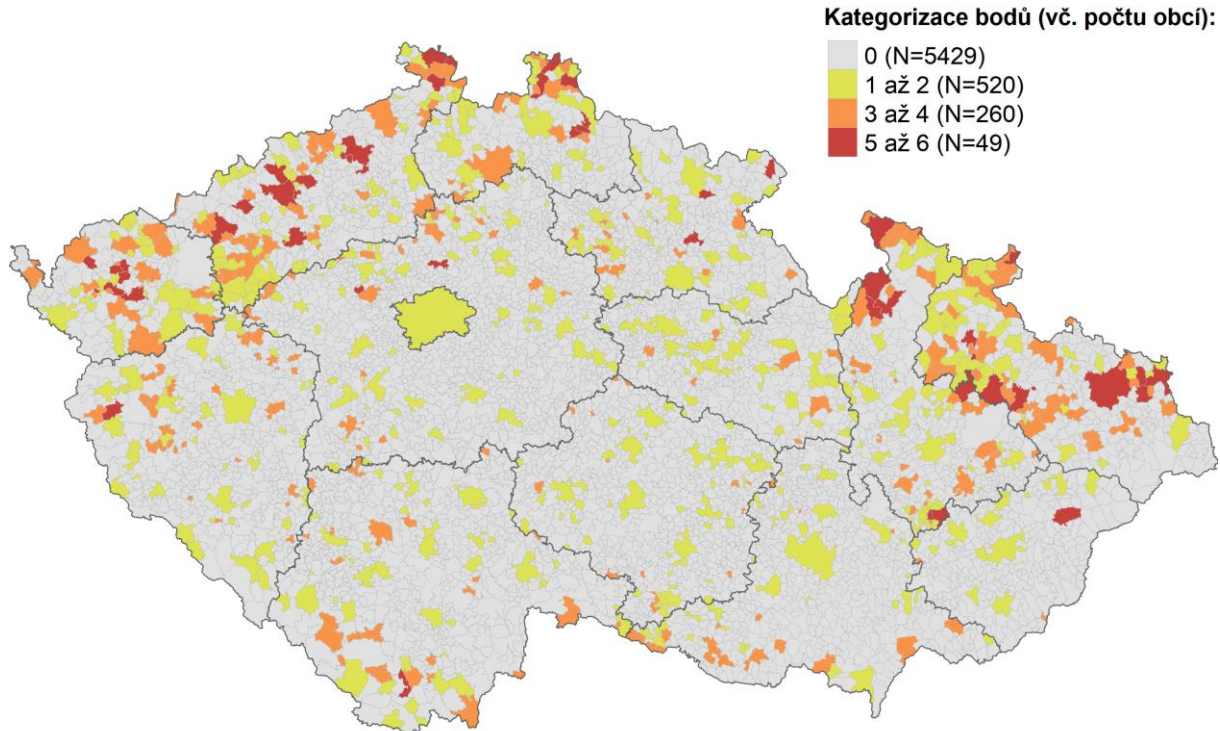 Kategorizace bodů (vč. počtu obcí):
0 (N=5429)
1 až 2 (N=520)
3 až 4 (N=260)
5 až 6 (N=49)